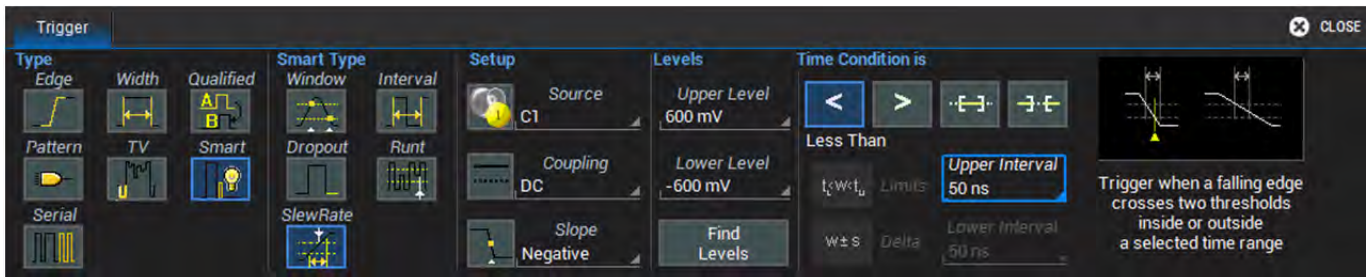 Trigger
CLOSE
Type
Edge
Width
Qualified
A
B
Pattern
TV
Smart
Serial
Smart Type
Window
Interval
Dropout
Runt
SlewRate
Setup
Source
1
C1
Coupling
DC
Slope
Negative
Levels
Upper Level
600 mV
Lower Level
-600 mV
Find
Levels
Time Condition is
<
>
Less Than
tL<W<tU
Limits
Upper Interval
50 ns
W±S
Delta
Lower Interval
50 ns
Trigger when a falling edge
crosses two thresholds
inside or outside
a selected time range